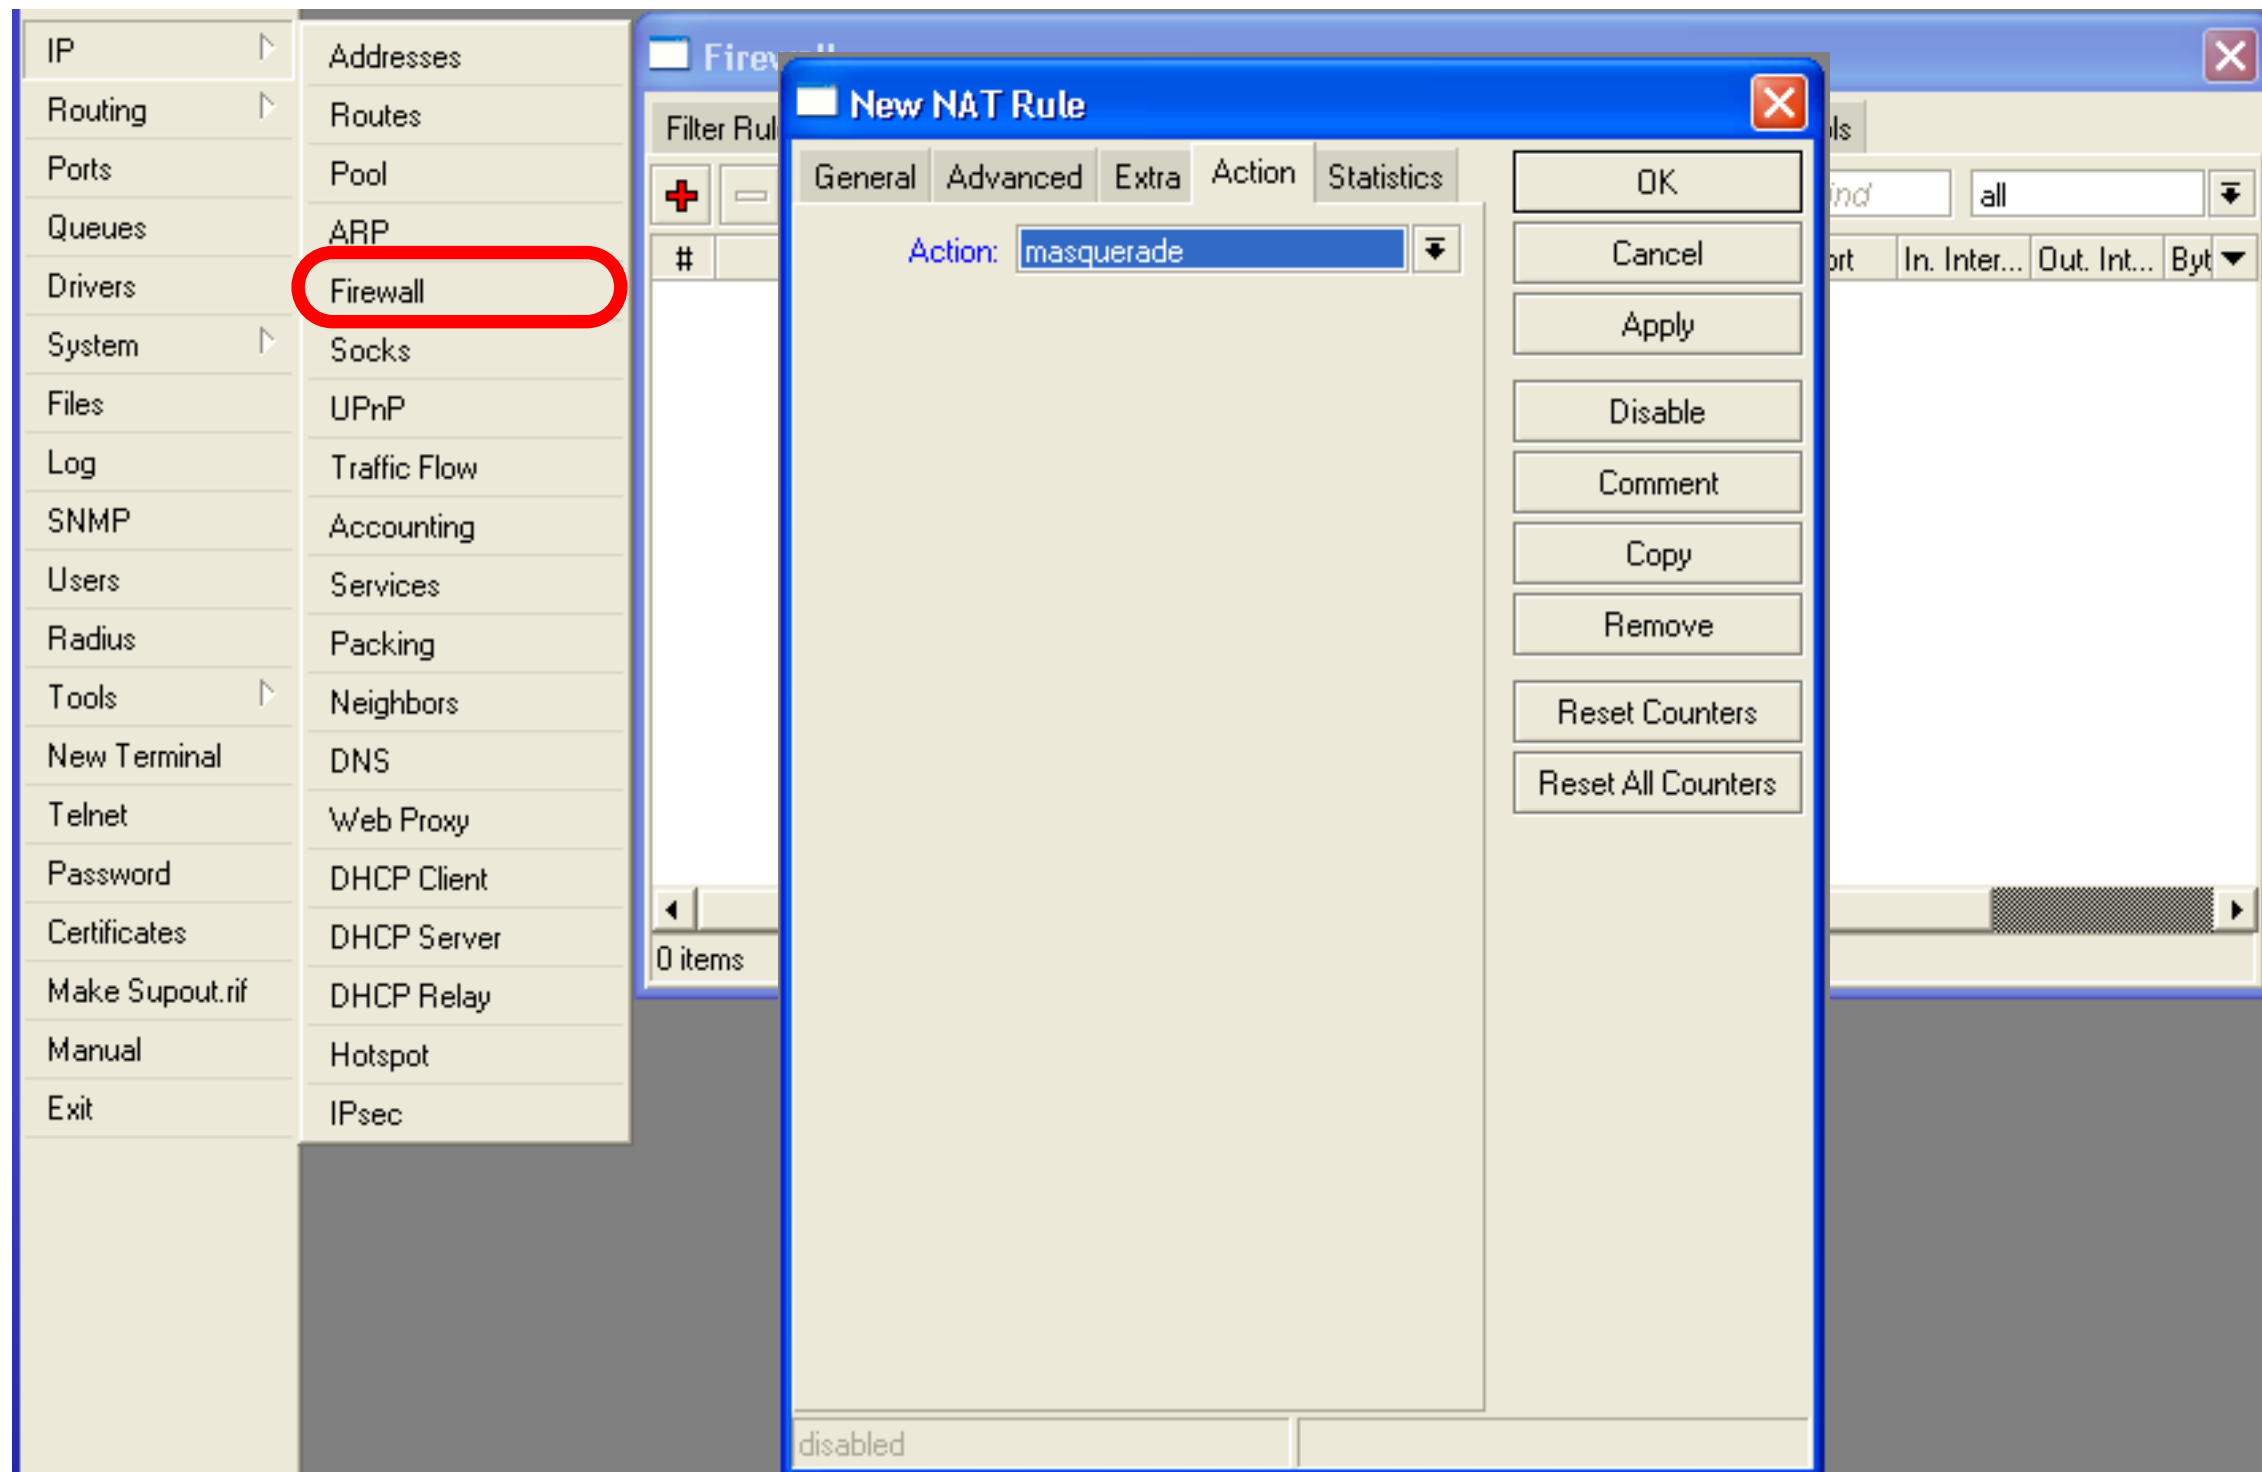 IP
Routing
Ports
Queues
Drivers
System
Files
Log
SNMP
Users
Radius
Tools
New Terminal
Telnet
Password
Certificates
Make Supout.rif
Manual
Exit
Addresses
Routes
Pool
ARP
Firewall
Socks
UPnP
Traffic Flow
Accounting
Services
Packing
Neighbors
DNS
Web Proxy
DHCP Client
DHCP Server
DHCP Relay
Hotspot
IPsec
Filter
all
# In. Inter... Out. Int... Byt
0 items
New NAT Rule
General Advanced Extra Action Statistics
Action: masquerade
OK
Cancel
Apply
Disable
Comment
Copy
Remove
Reset Counters
Reset All Counters
disabled